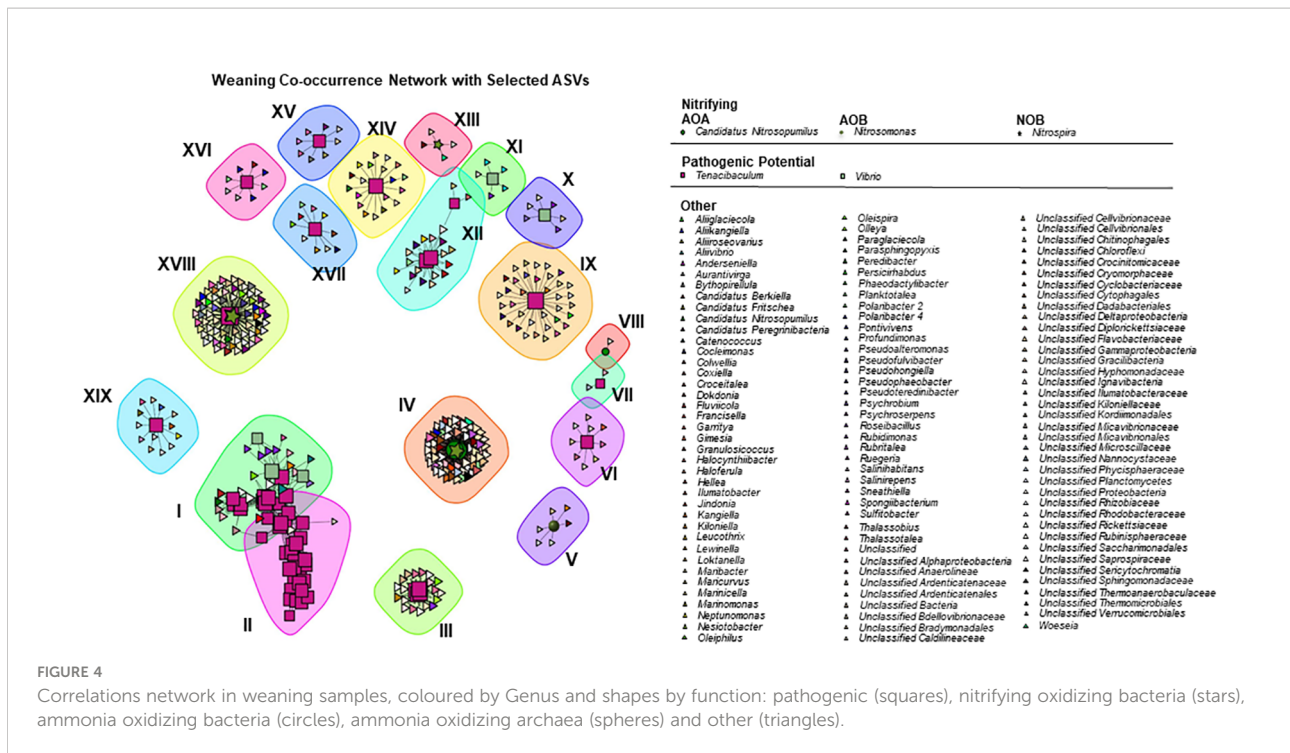 Weaning Co-occurrence Network with Selected ASVs
XV
XIV
XIII
XI
XVI
X
XII
XVII
IX
XVIII
VIII
XIX
IV
VII
VI
I
V
II
III
Nitrifying
AOA
AOB
NOB
Candidatus Nitrosopumilus
Nitrosomonas
Nitrospira
Pathogenic Potential
Tenacibaculum
Vibrio
Other
Aliiglaciecola
Aliikangiella
Aliiroseovarius
Aliivibrio
Anderseniella
Aurantivirga
Bythopirellula
Candidatus Berkiella
Candidatus Fritschea
Candidatus Nitrosopumilus
Candidatus Peregrinibacteria
Catenococcus
Cocleimonas
Colwellia
Coxiella
Croceitalea
Dokdonia
Fluviicola
Francisella
Garritya
Gimesia
Granulosicoccus
Halocynthiibacter
Haloferula
Hellea
Ilumatobacter
Jindonia
Kangiella
Kiloniella
Leucothrix
Lewinella
Loktanella
Maribacter
Maricurvus
Marinicella
Marinomonas
Neptunomonas
Nesiotobacter
Oleiphilus
Oleispira
Olleya
Paraglaciecola
Parasphingopyxis
Peredibacter
Persicirhabdus
Phaeodactylibacter
Planktotalea
Polaribacter 2
Polaribacter 4
Pontivivens
Profundimonas
Pseudoalteromonas
Pseudofulvibacter
Pseudohongiella
Pseudophaeobacter
Pseudoteredinibacter
Psychrobium
Psychroserpens
Roseibacillus
Rubidimonas
Rubritalea
Ruegeria
Salinihabitans
Salinirepens
Sneathiella
Spongiibacterium
Sulfitobacter
Thalassobius
Thalassotalea
Unclassified
Unclassified Alphaproteobacteria
Unclassified Anaerolineae
Unclassified Ardenticatenaceae
Unclassified Ardenticatenales
Unclassified Bacteria
Unclassified Bdellovibrionaceae
Unclassified Bradymonadales
Unclassified Caldilineaceae
Unclassified Cellvibrionaceae
Unclassified Cellvibrionales
Unclassified Chitinophagales
Unclassified Chloroflexi
Unclassified Crocinitomicaceae
Unclassified Cryomorphaceae
Unclassified Cyclobacteriaceae
Unclassified Cytophagales
Unclassified Dadabacteriales
Unclassified Deltaproteobacteria
Unclassified Diplorickettsiaceae
Unclassified Flavobacteriaceae
Unclassified Gammaproteobacteria
Unclassified Gracilibacteria
Unclassified Hyphomonadaceae
Unclassified Ignavibacteria
Unclassified Ilumatobacteraceae
Unclassified Kiloniellaceae
Unclassified Kordiimonadales
Unclassified Micavibrionaceae
Unclassified Micavibrionales
Unclassified Microscillaceae
Unclassified Nannocystaceae
Unclassified Phycisphaeraceae
Unclassified Planctomycetes
Unclassified Proteobacteria
Unclassified Rhizobiaceae
Unclassified Rhodobacteraceae
Unclassified Rickettsiaceae
Unclassified Rubinisphaeraceae
Unclassified Saccharimonadales
Unclassified Saprospiraceae
Unclassified Sericytochromatia
Unclassified Sphingomonadaceae
Unclassified Thermoanaerobaculaceae
Unclassified Thermomicrobiales
Unclassified Verrucomicrobiales
Woeseia
FIGURE 4
Correlations network in weaning samples, coloured by Genus and shapes by function: pathogenic (squares), nitrifying oxidizing bacteria (stars),
ammonia oxidizing bacteria (circles), ammonia oxidizing archaea (spheres) and other (triangles).